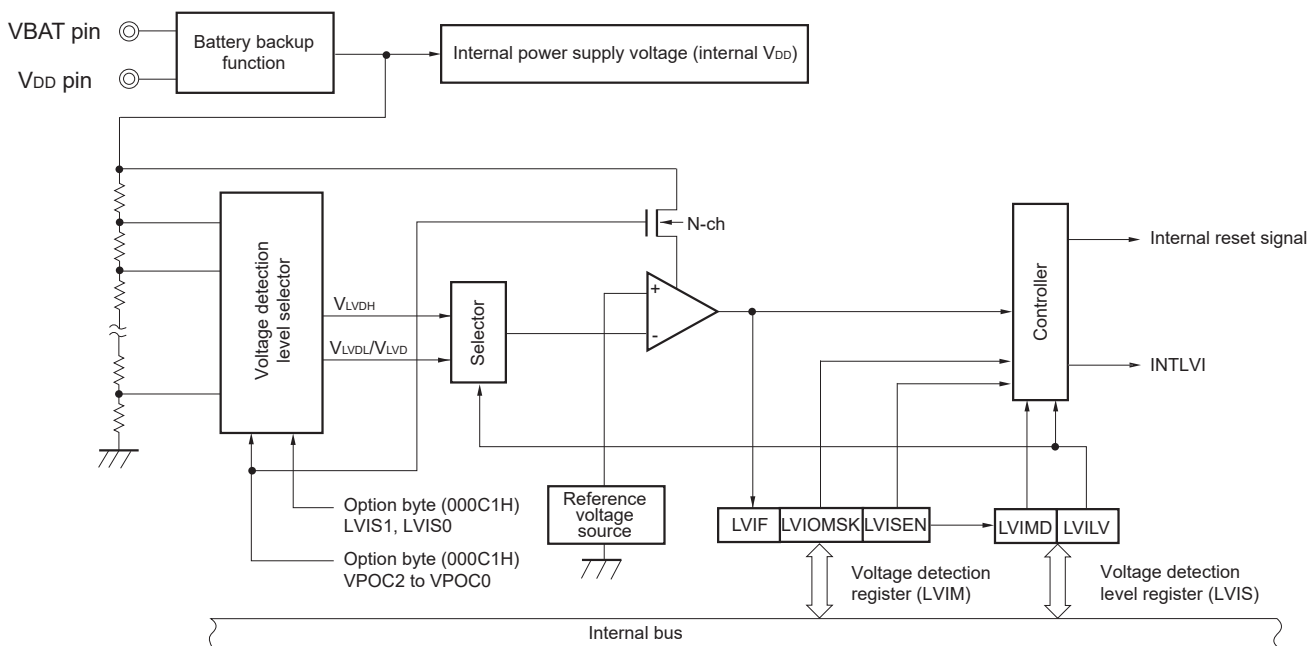 VBAT pin
VDD pin
Battery backup
function
Internal power supply voltage (internal VDD)
N-ch
Voltage detection
level selector
VLVDH
VLVDL/VLVD
Selector
+
-
Controller
Internal reset signal
INTLVI
Option byte (000C1H)
LVIS1, LVIS0
Option byte (000C1H)
VPOC2 to VPOC0
Reference
voltage
source
LVIF
LVIOMSK
LVISEN
LVIMD
LVILV
Voltage detection
register (LVIM)
Voltage detection
level register (LVIS)
Internal bus